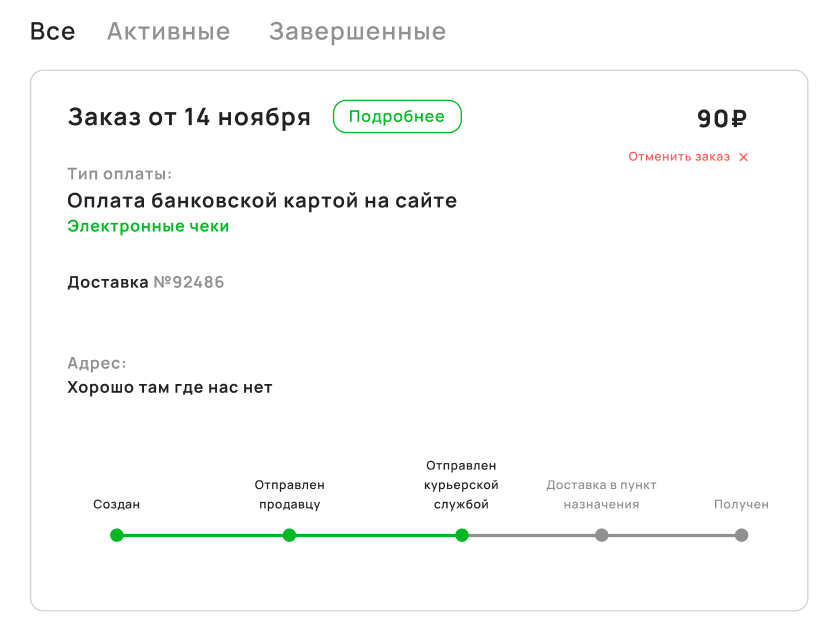 Все Активные Завершенные
Заказ от 14 ноября Подробнее 90₽
Отменить заказ ×
Тип оплаты:
Оплата банковской картой на сайте
Электронные чеки
Доставка №92486
Адрес:
Хорошо там где нас нет
Создан
Отправлен
продавцу
Отправлен
курьерской
службой
Доставка в пункт
назначения
Получен